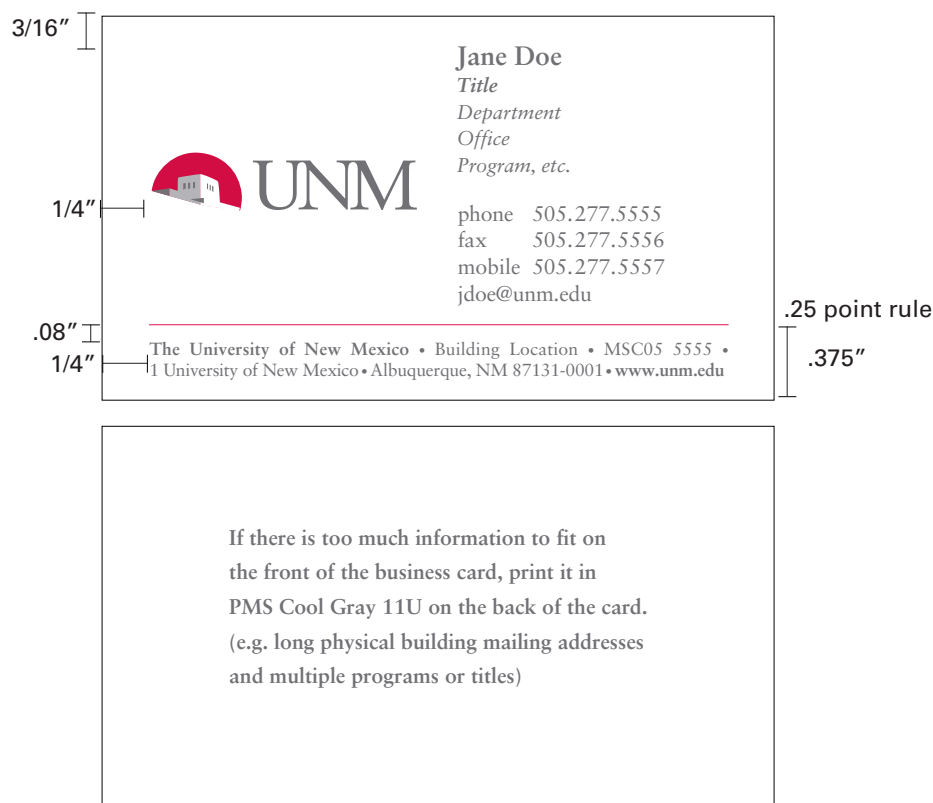 3/16”
Jane Doe
Title
Department
Office
Program, etc.
UNM
1/4”
phone 505.277.5555
fax 505.277.5556
mobile 505.277.5557
jdoe@unm.edu
.25 point rule
.08”
1/4”
.375”
The University of New Mexico • Building Location • MSC05 5555 •
1 University of New Mexico • Albuquerque, NM 87131-0001 • www.unm.edu
If there is too much information to fit on
the front of the business card, print it in
PMS Cool Gray 11U on the back of the card.
(e.g. long physical building mailing addresses
and multiple programs or titles)